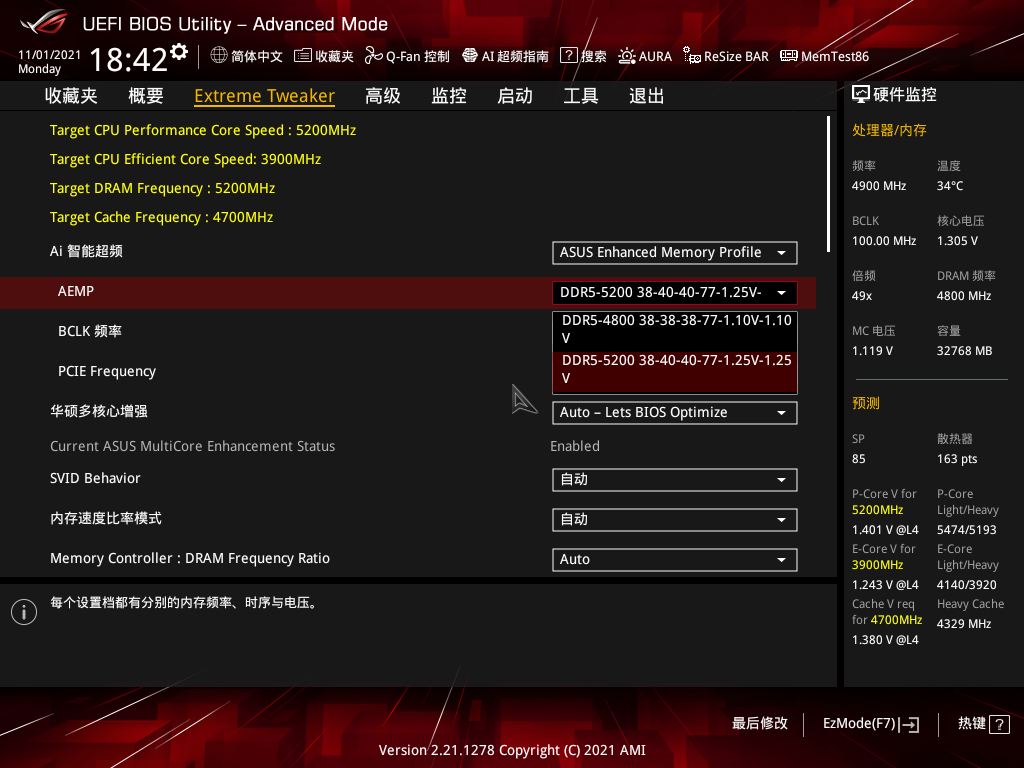 UEFI BIOS Utility – Advanced Mode
11/01/2021
Monday
18:42
简体中文
收藏夹
Q-Fan 控制
AI 超频指南
?
搜索
AURA
ReSize BAR
MemTest86
收藏夹
概要
Extreme Tweaker
高级
监控
启动
工具
退出
Target CPU Performance Core Speed : 5200MHz
Target CPU Efficient Core Speed: 3900MHz
Target DRAM Frequency : 5200MHz
Target Cache Frequency : 4700MHz
Ai 智能超频
ASUS Enhanced Memory Profile
AEMP
DDR5-5200 38-40-40-77-1.25V-
DDR5-4800 38-38-38-77-1.10V-1.10
V
DDR5-5200 38-40-40-77-1.25V-1.25
V
BCLK 频率
PCIE Frequency
华硕多核心增强
Auto – Lets BIOS Optimize
Current ASUS MultiCore Enhancement Status
Enabled
SVID Behavior
自动
内存速度比率模式
自动
Memory Controller : DRAM Frequency Ratio
Auto
每个设置档都有分别的内存频率、时序与电压。
硬件监控
处理器/内存
频率
温度
4900 MHz
34°C
BCLK
核心电压
100.00 MHz
1.305 V
倍频
DRAM 频率
49x
4800 MHz
MC 电压
容量
1.119 V
32768 MB
预测
SP
散热器
85
163 pts
P-Core V for
5200MHz
P-Core
Light/Heavy
1.401 V @L4
5474/5193
E-Core V for
3900MHz
E-Core
Light/Heavy
1.243 V @L4
4140/3920
Cache V req
for 4700MHz
Heavy Cache
4329 MHz
1.380 V @L4
最后修改
EzMode(F7)
热键 ?
Version 2.21.1278 Copyright (C) 2021 AMI